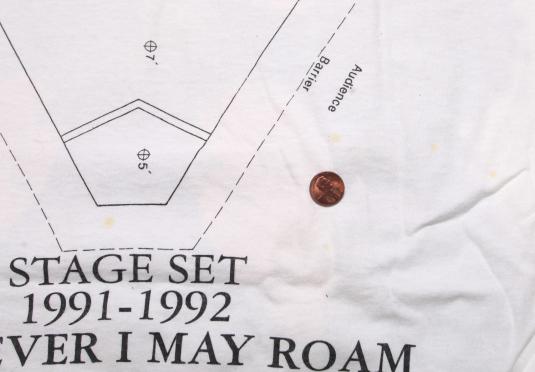 7'
Barrier
Audience
5'
STAGE SET
1991-1992
EVER I MAY ROAM